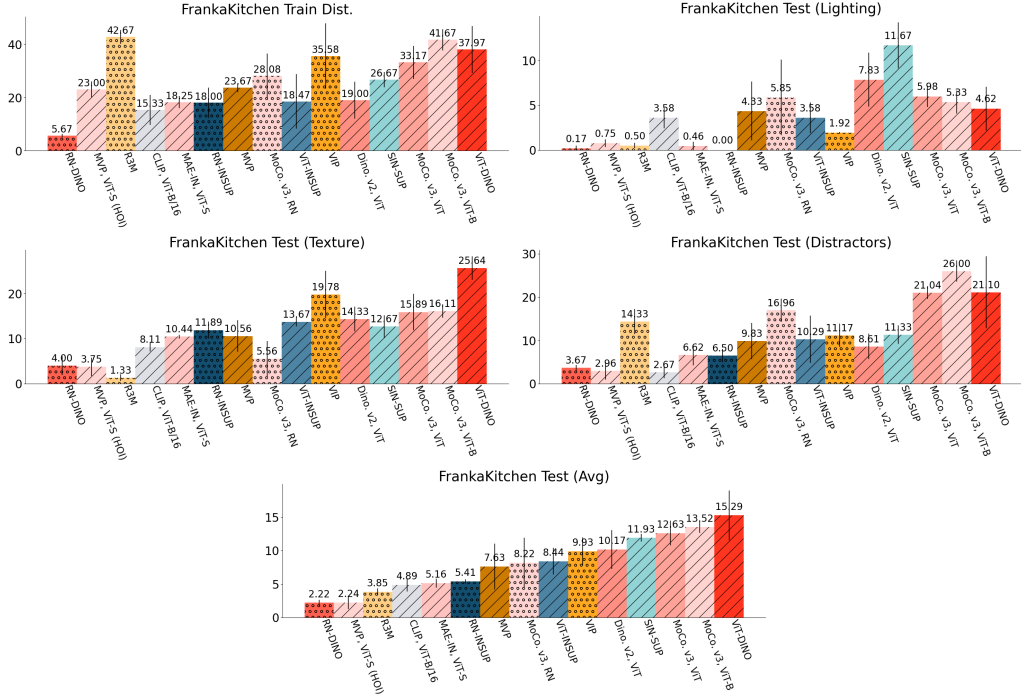 FrankaKitchen Train Dist.
40
20
0
5.67
23.00
42.67
15.33
18.25
18.00
23.67
28.08
18.47
35.58
19.00
26.67
33.17
41.67
37.97
RN-DINO
MVP, ViT-S (HOI)
R3M
CLIP, ViT-B/16
MAE-IN, ViT-S
RN-INSUP
MVP
MoCo. v3, RN
ViT-INSUP
VIP
Dino. v2, ViT
SIN-SUP
MoCo. v3, ViT
MoCo. v3, ViT-B
ViT-DINO
FrankaKitchen Test (Lighting)
10
5
0
0.17
0.75
0.50
3.58
0.46
0.00
4.33
5.85
3.58
1.92
7.83
11.67
5.98
5.33
4.62
RN-DINO
MVP, ViT-S (HOI)
R3M
CLIP, ViT-B/16
MAE-IN, ViT-S
RN-INSUP
MVP
MoCo. v3, RN
ViT-INSUP
VIP
Dino. v2, ViT
SIN-SUP
MoCo. v3, ViT
MoCo. v3, ViT-B
ViT-DINO
FrankaKitchen Test (Texture)
20
10
0
4.00
3.75
1.33
8.11
10.44
11.89
10.56
5.56
13.67
19.78
14.33
12.67
15.89
16.11
25.64
RN-DINO
MVP, ViT-S (HOI)
R3M
CLIP, ViT-B/16
MAE-IN, ViT-S
RN-INSUP
MVP
MoCo. v3, RN
ViT-INSUP
VIP
Dino. v2, ViT
SIN-SUP
MoCo. v3, ViT
MoCo. v3, ViT-B
ViT-DINO
FrankaKitchen Test (Distractors)
30
20
10
0
3.67
2.96
14.33
2.67
6.62
6.50
9.83
16.96
10.29
11.17
8.61
11.33
21.04
26.00
21.10
RN-DINO
MVP, ViT-S (HOI)
R3M
CLIP, ViT-B/16
MAE-IN, ViT-S
RN-INSUP
MVP
MoCo. v3, RN
ViT-INSUP
VIP
Dino. v2, ViT
SIN-SUP
MoCo. v3, ViT
MoCo. v3, ViT-B
ViT-DINO
FrankaKitchen Test (Avg)
15
10
5
0
2.22
2.24
3.85
4.89
5.16
5.41
7.63
8.22
8.44
9.93
10.17
11.93
12.63
13.52
15.29
RN-DINO
MVP, ViT-S (HOI)
R3M
CLIP, ViT-B/16
MAE-IN, ViT-S
RN-INSUP
MVP
MoCo. v3, RN
ViT-INSUP
VIP
Dino. v2, ViT
SIN-SUP
MoCo. v3, ViT
MoCo. v3, ViT-B
ViT-DINO